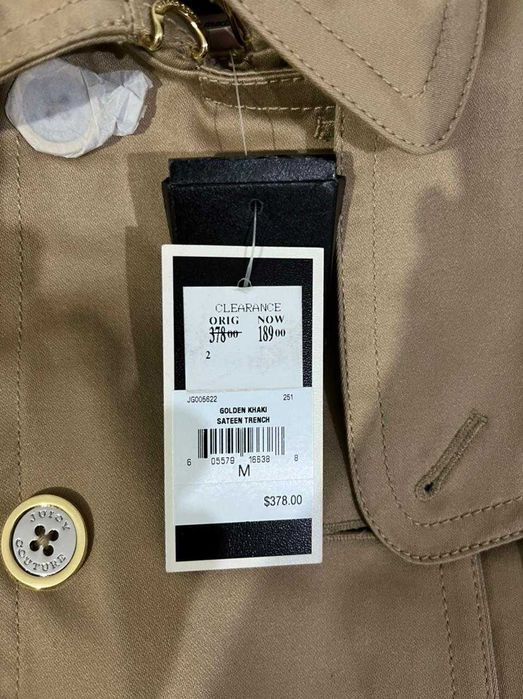 CLEARANCE
ORIG NOW
378 00 189 00
2
JG005622 251
GOLDEN KHAKI
SATEEN TRENCH
6 05579 16638 8
M
$378.00
JUICY
COUTURE